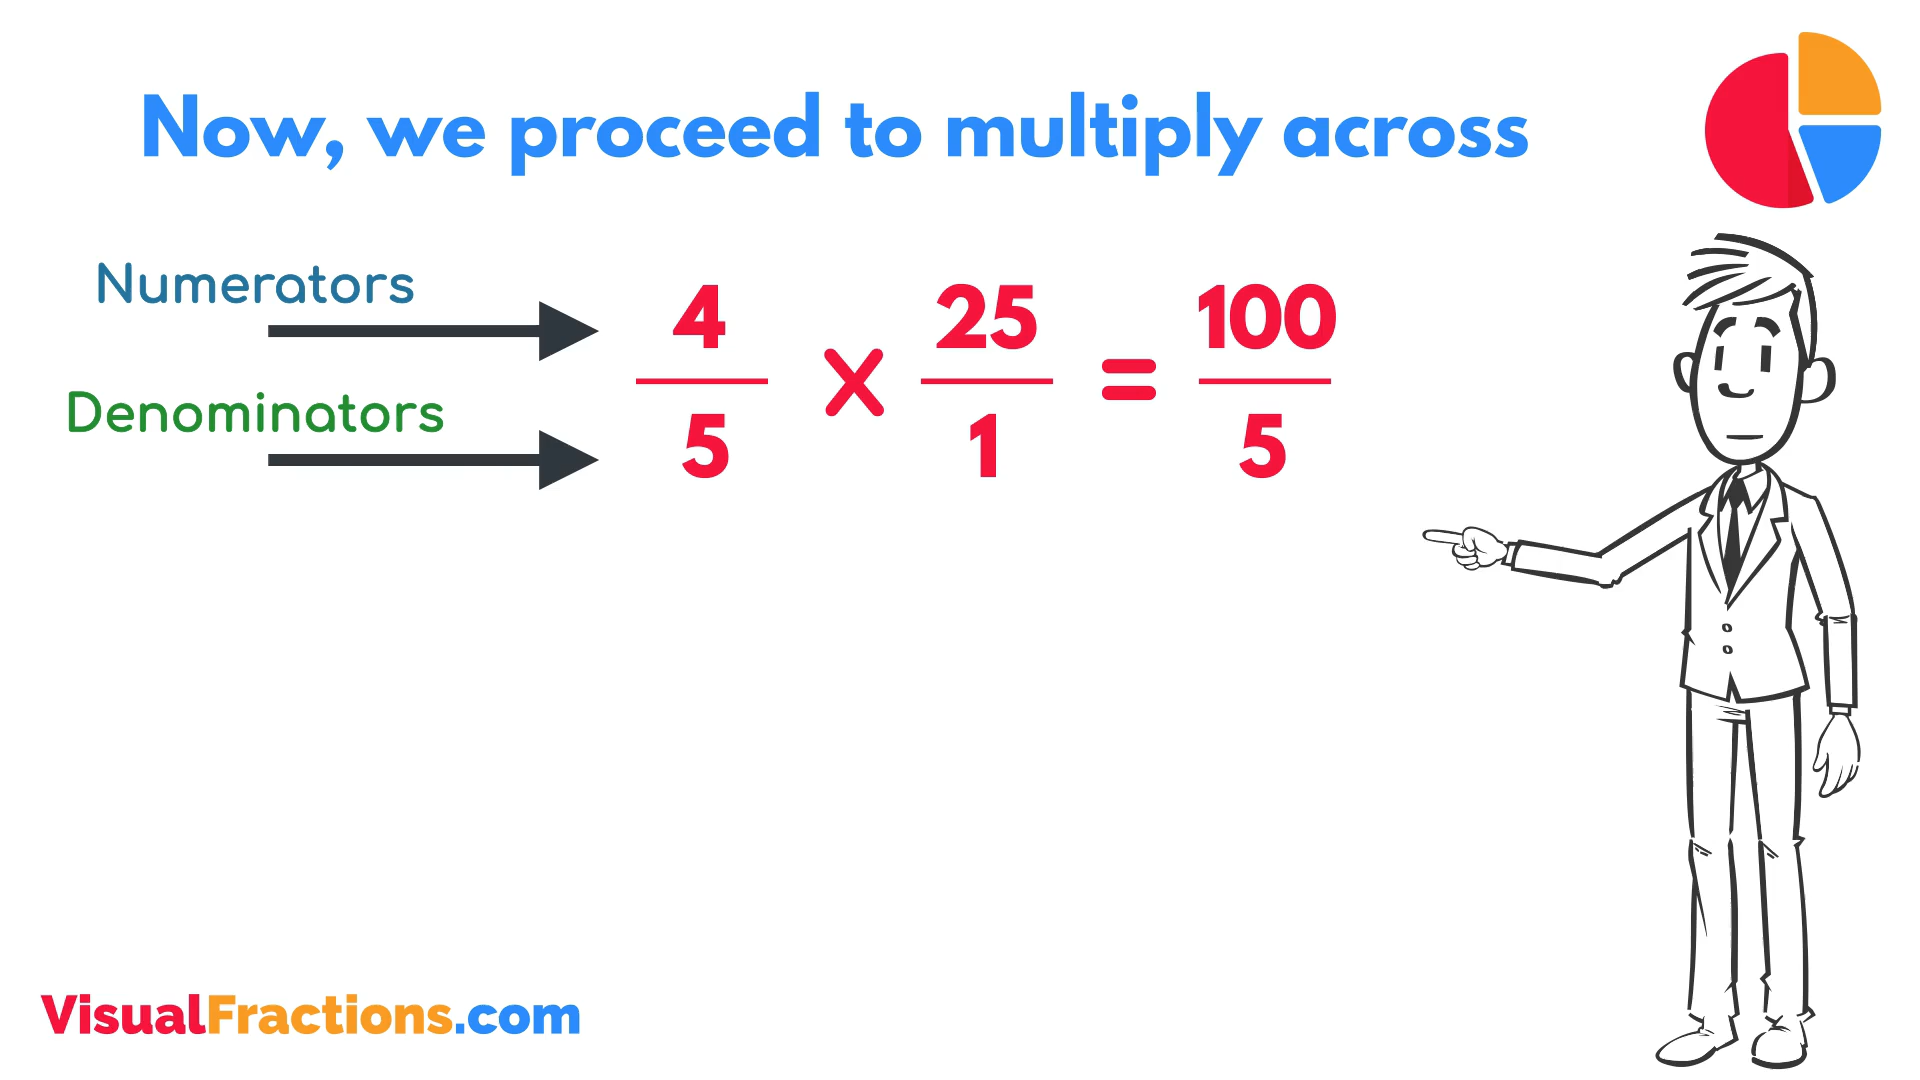 Now, we proceed to multiply across
Numerators
Denominators
4 25 100
x =
5 1 5
VisualFractions.com